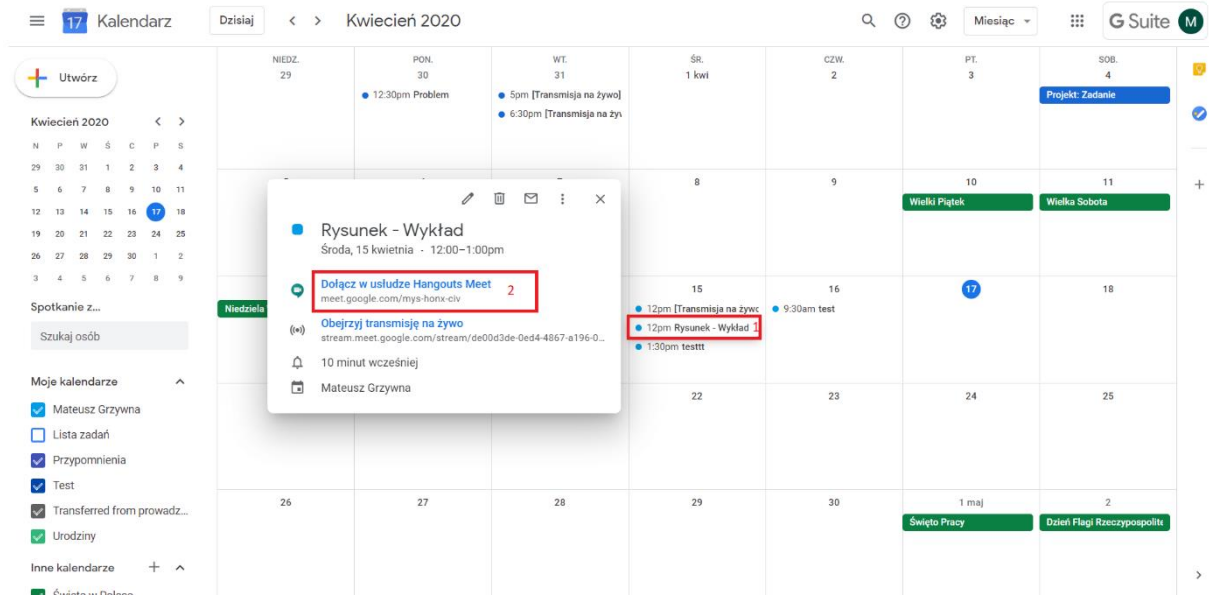 17 Kalendarz Dzisiaj Kwiecień 2020 Miesiąc G Suite M
Utwórz
Kwiecień 2020
N P W Ś C P S
29 30 31 1 2 3 4
5 6 7 8 9 10 11
12 13 14 15 16 17 18
19 20 21 22 23 24 25
26 27 28 29 30 1 2
3 4 5 6 7 8 9
Spotkanie z...
Szukaj osób
Moje kalendarze
Mateusz Grzywna
Lista zadań
Przypomnienia
Test
Transferred from prowadz...
Urodziny
Inne kalendarze
NIEDZ. PON. WT. ŚR. CZW. PT. SOB.
29 30 31 1 kwi 2 3 4
12:30pm Problem
5pm [Transmisja na żywo]
6:30pm [Transmisja na
Projekt: Zadanie
8 9 10 11
Wielki Piątek
Wielka Sobota
Rysunek - Wykład
Środa, 15 kwietnia · 12:00–1:00pm
Dołącz w usłudze Hangouts Meet 2
meet.google.com/mys-honx-civ
Obejrzyj transmisję na żywo
stream.meet.google.com/stream/de00d3de-0ed4-4867-a196-0...
10 minut wcześniej
Mateusz Grzywna
Niedziela
15 16 17 18
12pm [Transmisja na
12pm Rysunek - Wykład 1
1:30pm testtt
9:30am test
22 23 24 25
26 27 28 29 30 1 maj 2
Święto Pracy
Dzień Flagi